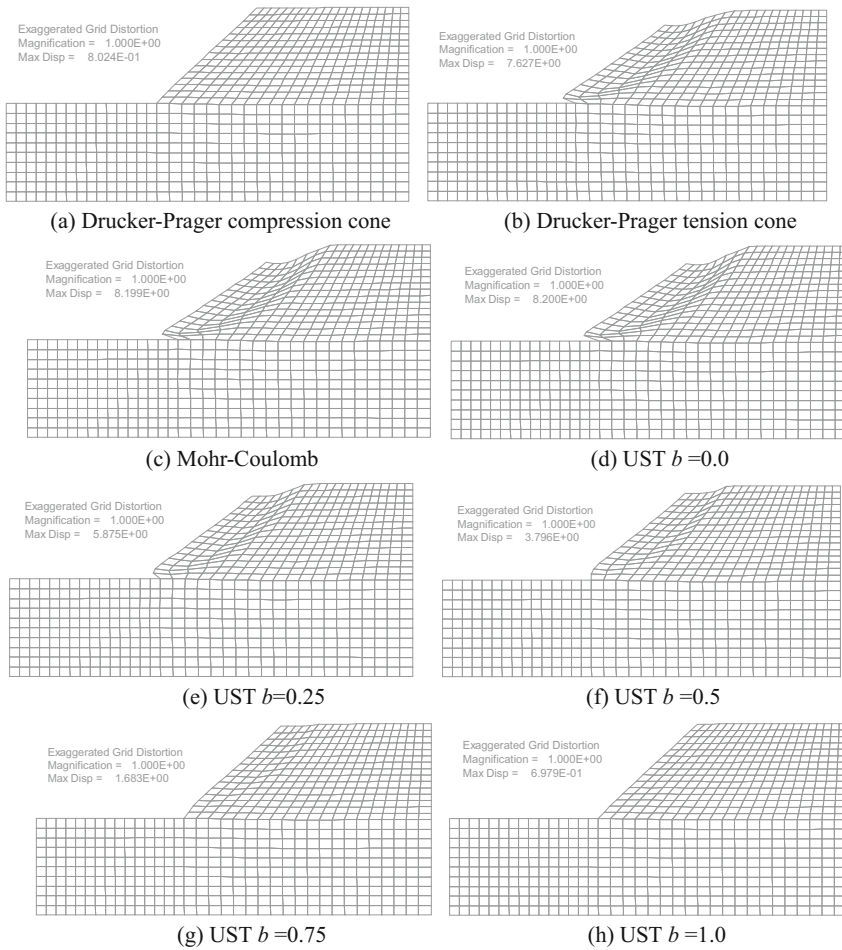 Exaggerated Grid Distortion
Magnification = 1.000E+00
Max Disp = 8.024E-01
(a) Drucker-Prager compression cone
Exaggerated Grid Distortion
Magnification = 1.000E+00
Max Disp = 7.627E+00
(b) Drucker-Prager tension cone
Exaggerated Grid Distortion
Magnification = 1.000E+00
Max Disp = 8.199E+00
(c) Mohr-Coulomb
Exaggerated Grid Distortion
Magnification = 1.000E+00
Max Disp = 8.200E+00
(d) UST b =0.0
Exaggerated Grid Distortion
Magnification = 1.000E+00
Max Disp = 5.875E+00
(e) UST b=0.25
Exaggerated Grid Distortion
Magnification = 1.000E+00
Max Disp = 3.796E+00
(f) UST b =0.5
Exaggerated Grid Distortion
Magnification = 1.000E+00
Max Disp = 1.683E+00
(g) UST b =0.75
Exaggerated Grid Distortion
Magnification = 1.000E+00
Max Disp = 6.979E-01
(h) UST b =1.0